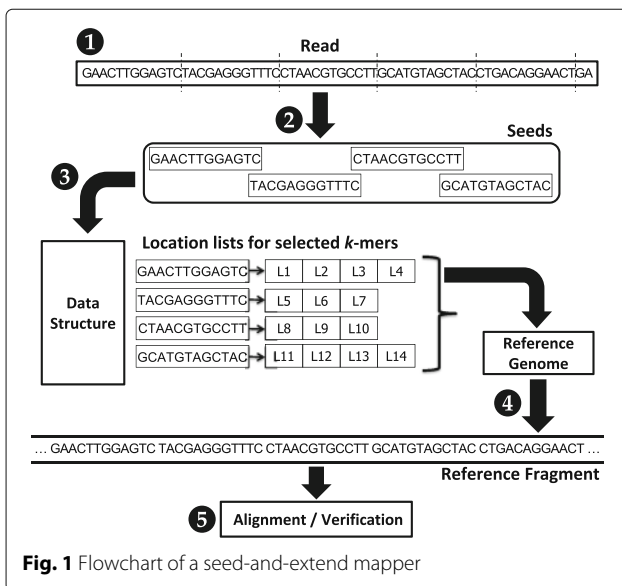 1 Read
GAACTTGGAGTCTACGAGGGTTTCCTAACGTGCCTTGCATGTAGCTACCTGACAGGAACTGA
2
Seeds
GAACTTGGAGTC CTAACGTGCCTT
TACGAGGGTTTC GCATGTAGCTAC
3
Data
Structure
Location lists for selected k-mers
GAACTTGGAGTC L1 L2 L3 L4
TACGAGGGTTTC L5 L6 L7
CTAACGTGCCTT L8 L9 L10
GCATGTAGCTAC L11 L12 L13 L14
Reference
Genome
4
... GAACTTGGAGTC TACGAGGGTTTC CTAACGTGCCTT GCATGTAGCTAC CTGACAGGAACT ...
Reference Fragment
5 Alignment / Verification
Fig. 1 Flowchart of a seed-and-extend mapper